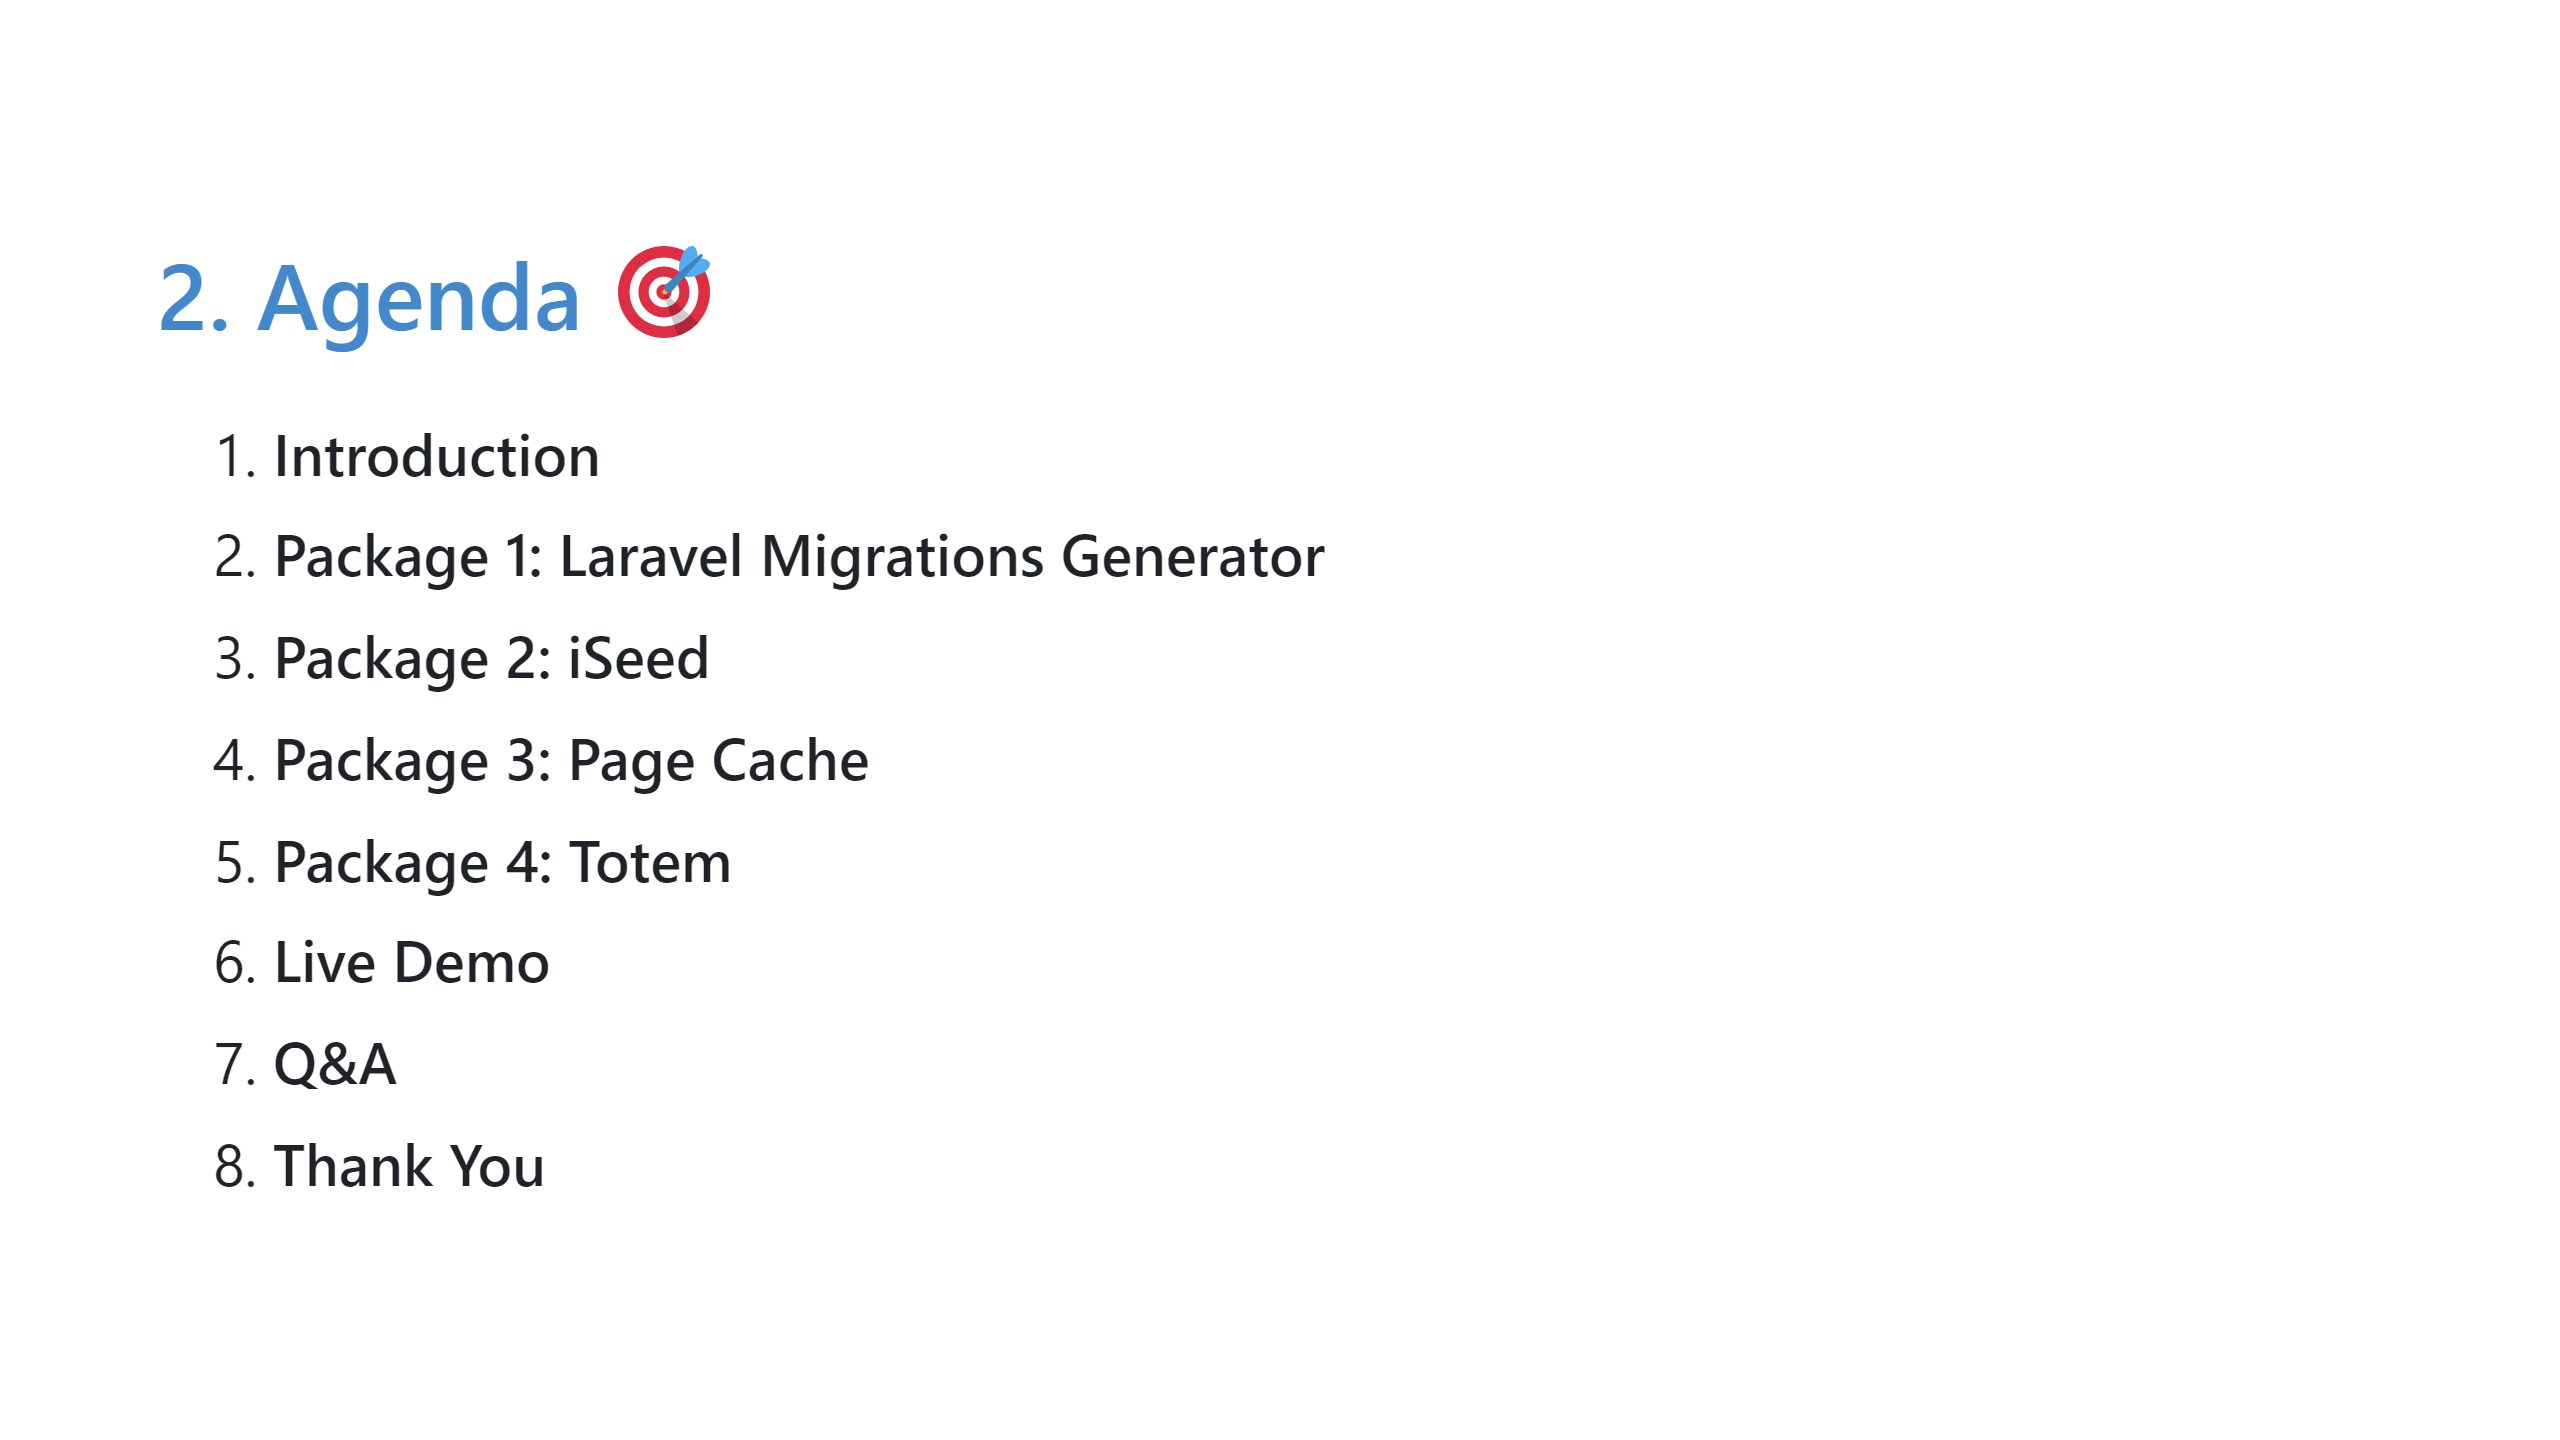 2. Agenda 🎯
1. Introduction
2. Package 1: Laravel Migrations Generator
3. Package 2: iSeed
4. Package 3: Page Cache
5. Package 4: Totem
6. Live Demo
7. Q&A
8. Thank You